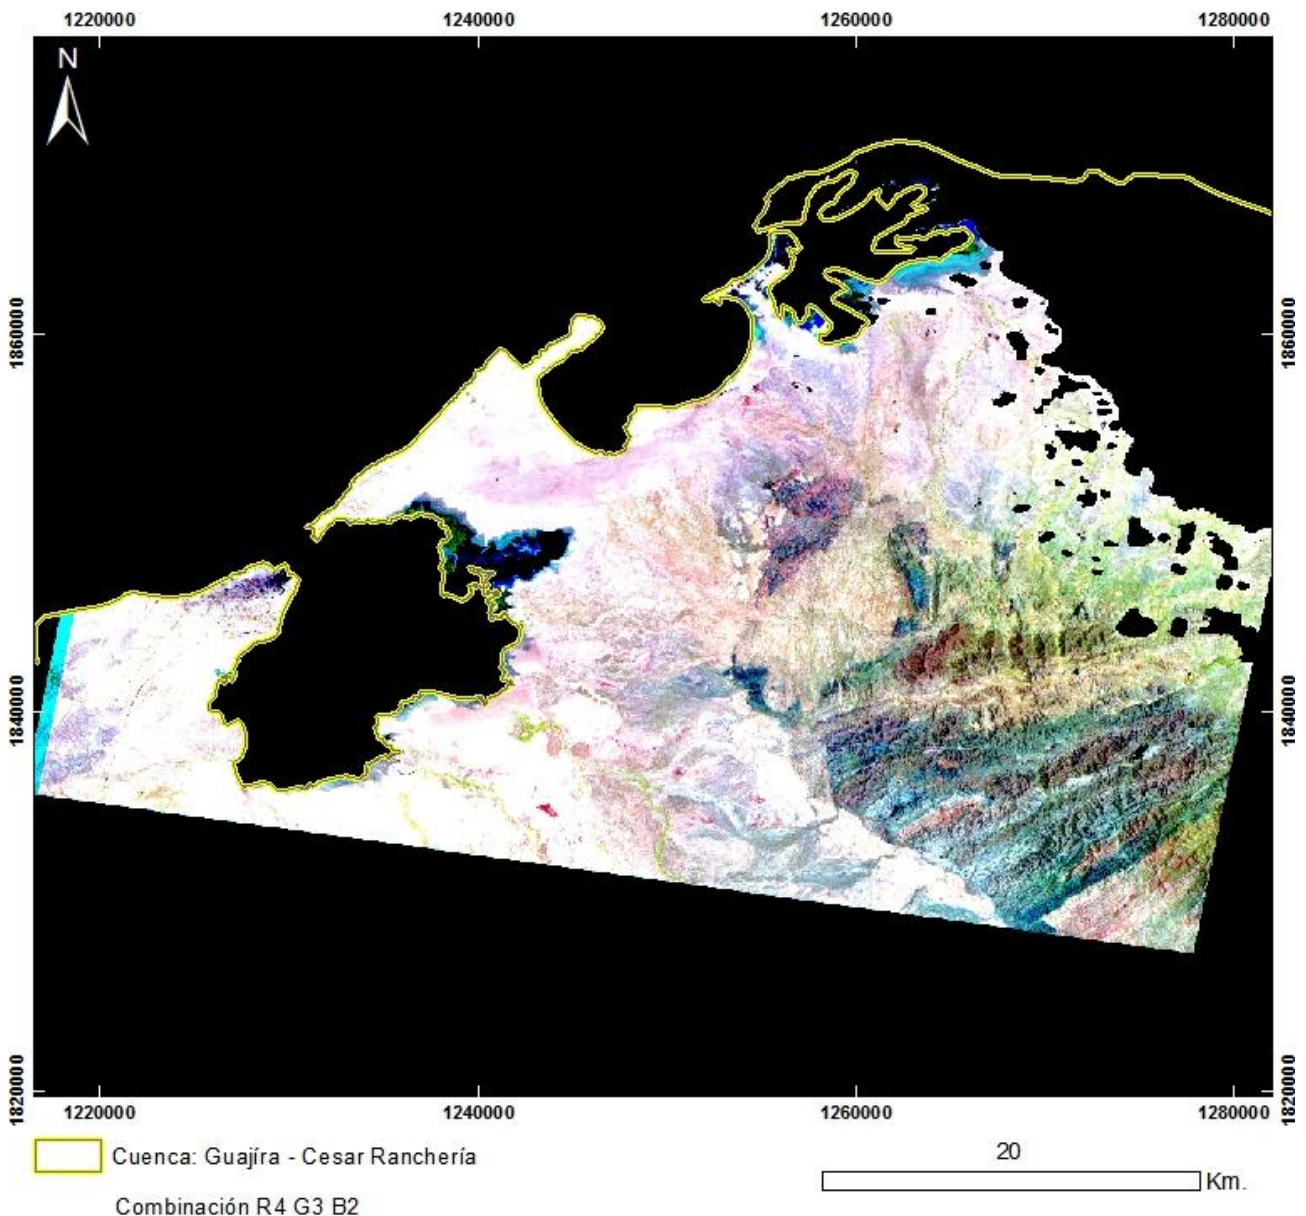 1220000 1240000 1260000 1280000
N
1860000 1860000
1840000 1840000
1820000 1820000
1220000 1240000 1260000 1280000
Cuenca: Guajíra - Cesar Ranchería
20
Km.
Combinación R4 G3 B2